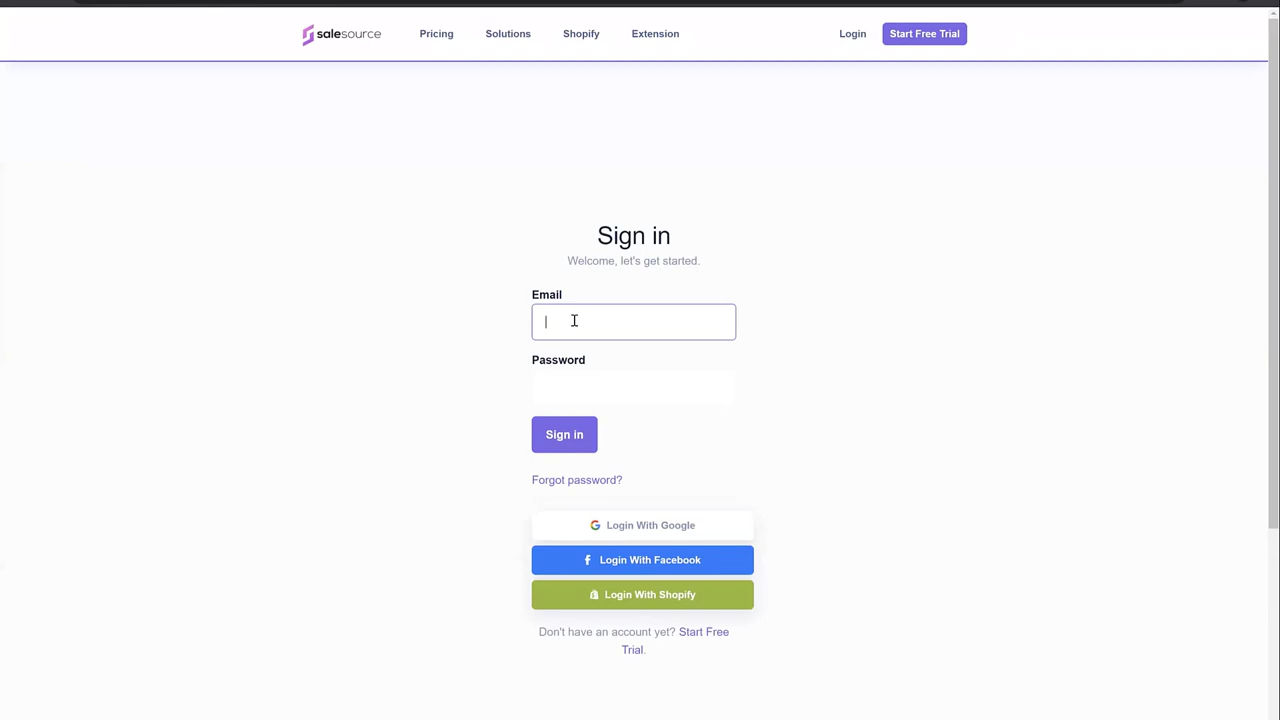 salesource Pricing Solutions Shopify Extension Login Start Free Trial
Sign in
Welcome, let's get started.
Email
Password
Sign in
Forgot password?
Login With Google
Login With Facebook
Login With Shopify
Don't have an account yet? Start Free
Trial.